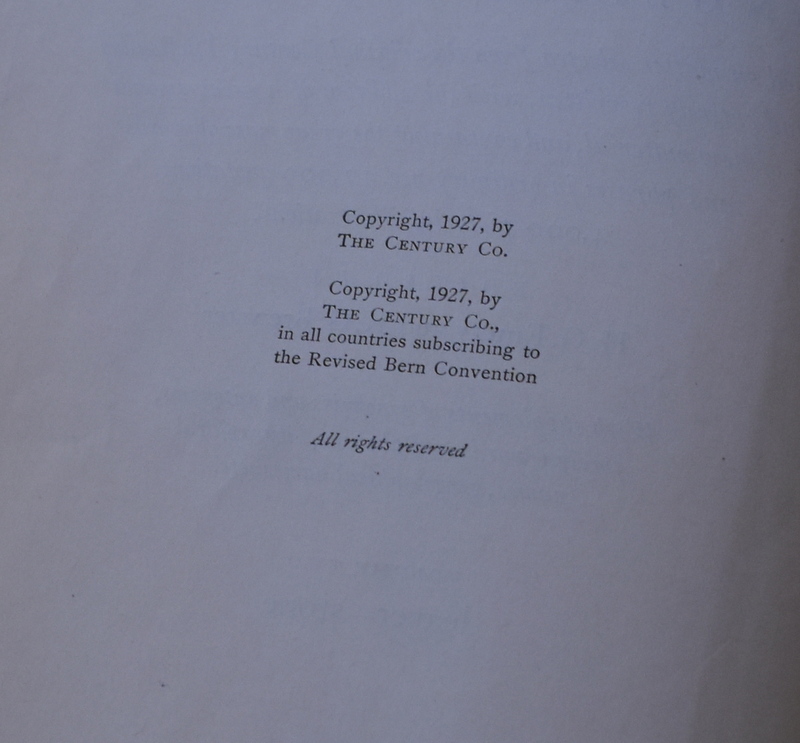 Copyright, 1927, by
THE CENTURY CO.
Copyright, 1927, by
THE CENTURY CO.,
in all countries subscribing to
the Revised Bern Convention
All rights reserved